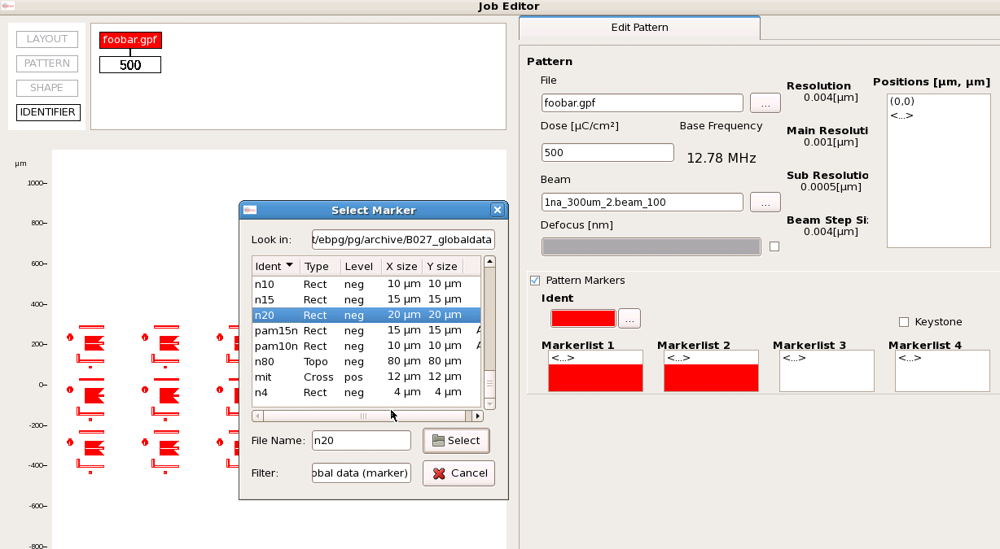 Job Editor
LAYOUT
PATTERN
SHAPE
IDENTIFIER
foobar.gpf
500
µm
1000
800
600
400
200
0
-200
-400
-600
-800
Select Marker
Look in: t/ebpg/pg/archive/B027_globaldata
Ident Type Level X size Y size
n10 Rect neg 10 µm 10 µm
n15 Rect neg 15 µm 15 µm
n20 Rect neg 20 µm 20 µm
pam15n Rect neg 15 µm 15 µm A
pam10n Rect neg 10 µm 10 µm A
n80 Topo neg 80 µm 80 µm
mit Cross pos 12 µm 12 µm
n4 Rect neg 4 µm 4 µm
File Name: n20 Select
Filter: obal data (marker) Cancel
Edit Pattern
Pattern
File
foobar.gpf ...
Dose [µC/cm²] Base Frequency
500 12.78 MHz
Beam
1na_300um_2.beam_100 ...
Defocus [nm]
Resolution
0.004[µm]
Main Resoluti
0.001[µm]
Sub Resolutio
0.0005[µm]
Beam Step Si:
0.004[µm]
Positions [µm, µm]
(0,0)
<...>
Pattern Markers
Ident
...
Keystone
Markerlist 1 Markerlist 2 Markerlist 3 Markerlist 4
<...> <...> <...> <...>